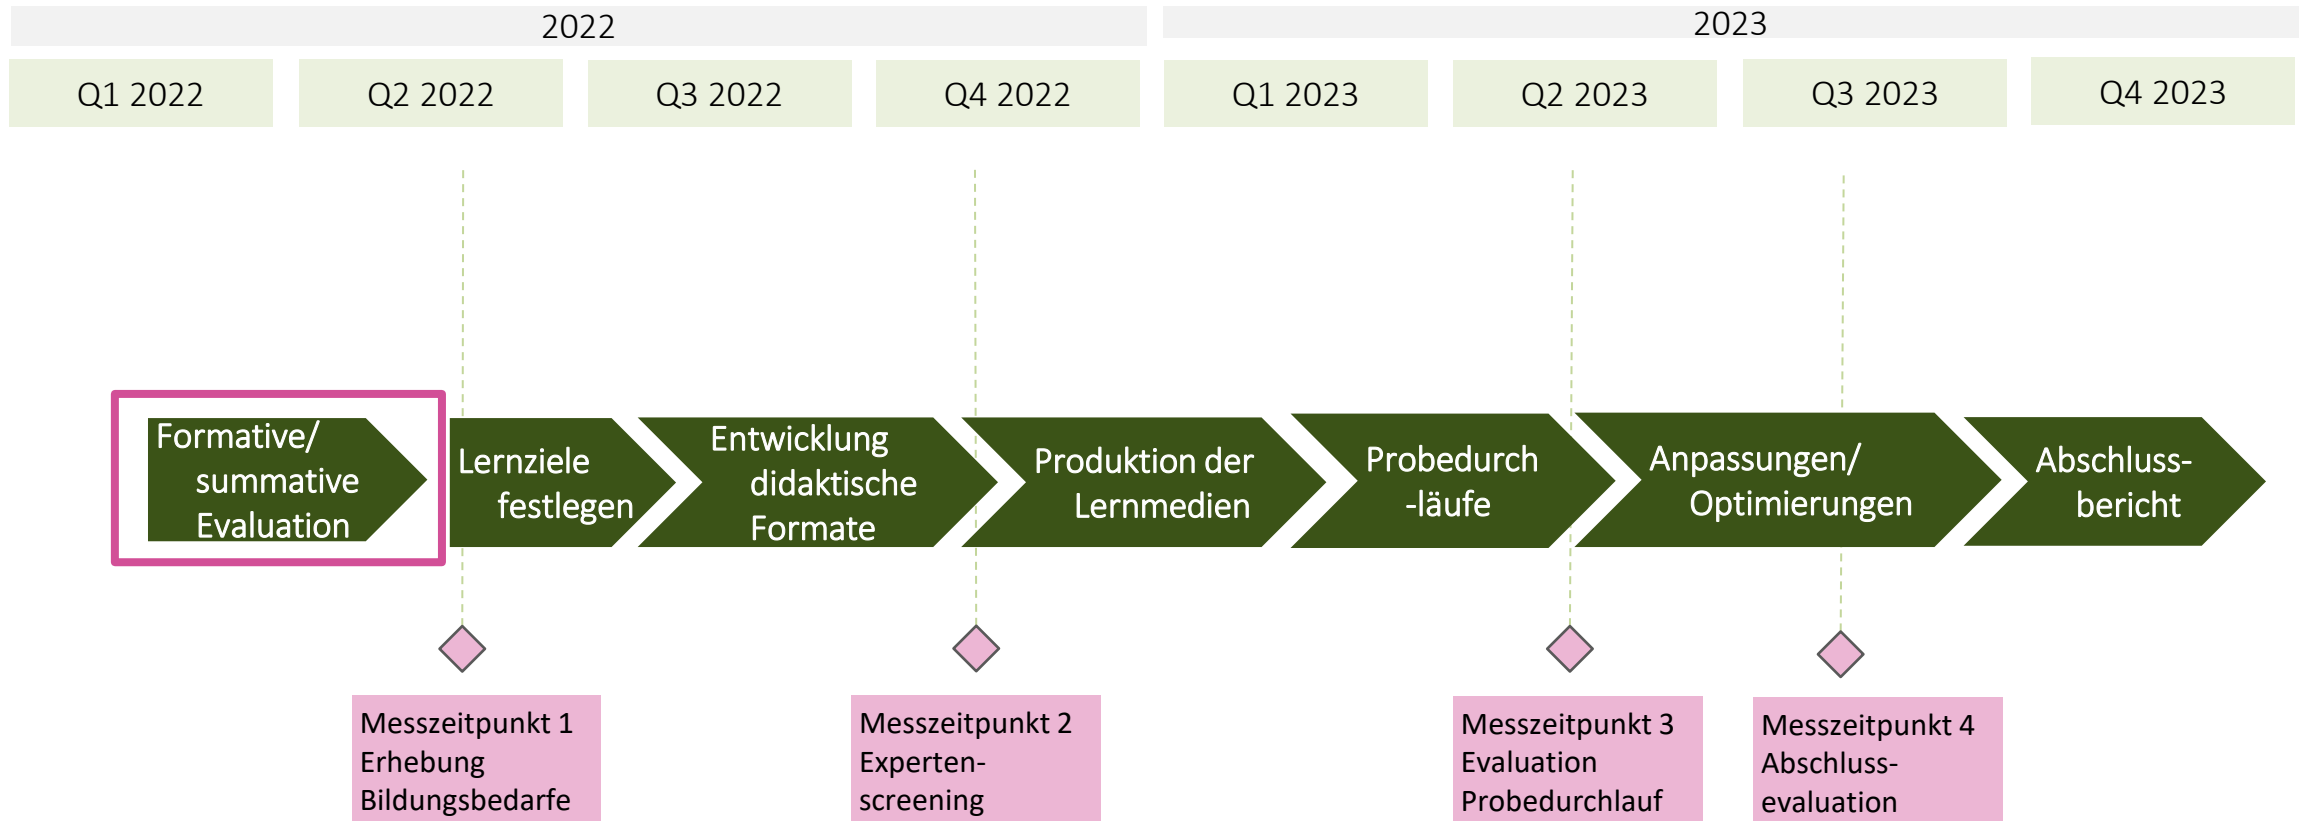 2022
2023
Q1 2022
Q2 2022
Q3 2022
Q4 2022
Q1 2023
Q2 2023
Q3 2023
Q4 2023
Formative/
summative
Evaluation
Lernziele
festlegen
Entwicklung
didaktische
Formate
Produktion der
Lernmedien
Probedurch
-läufe
Anpassungen/
Optimierungen
Abschluss-
bericht
Messzeitpunkt 1
Erhebung
Bildungsbedarfe
Messzeitpunkt 2
Experten-
screening
Messzeitpunkt 3
Evaluation
Probedurchlauf
Messzeitpunkt 4
Abschluss-
evaluation